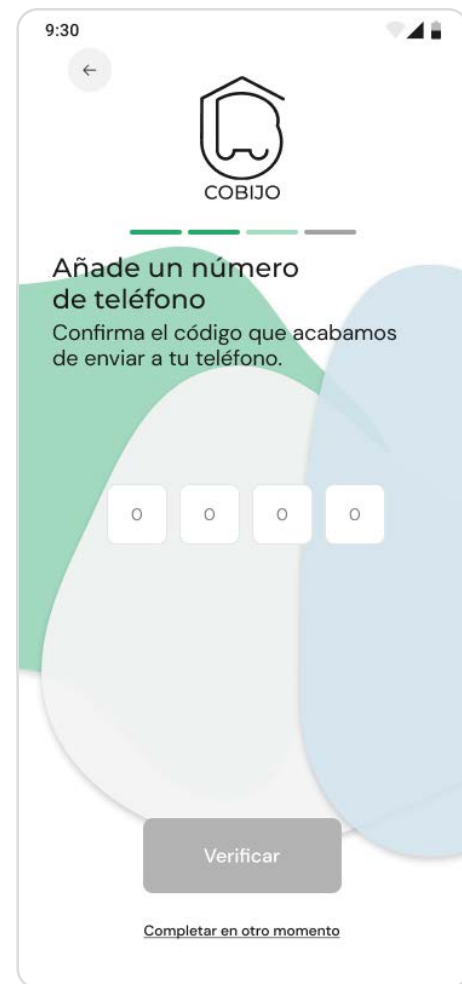 9:30
COBIJO
Añade un número
de teléfono
Confirma el código que acabamos
de enviar a tu teléfono.
0 0 0 0
Verificar
Completar en otro momento